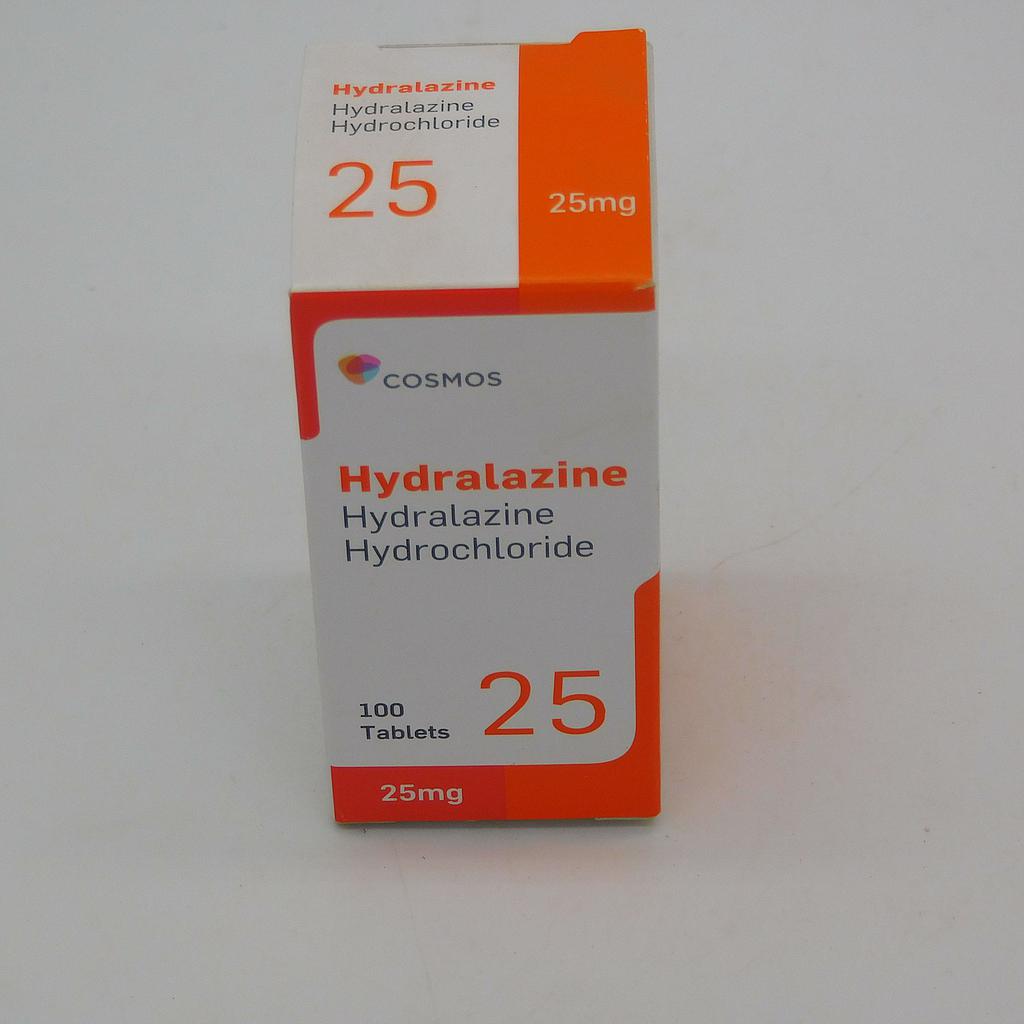 Hydralazine
Hydralazine
Hydrochloride
25
25mg
COSMOS
Hydralazine
Hydralazine
Hydrochloride
100
Tablets
25
25mg